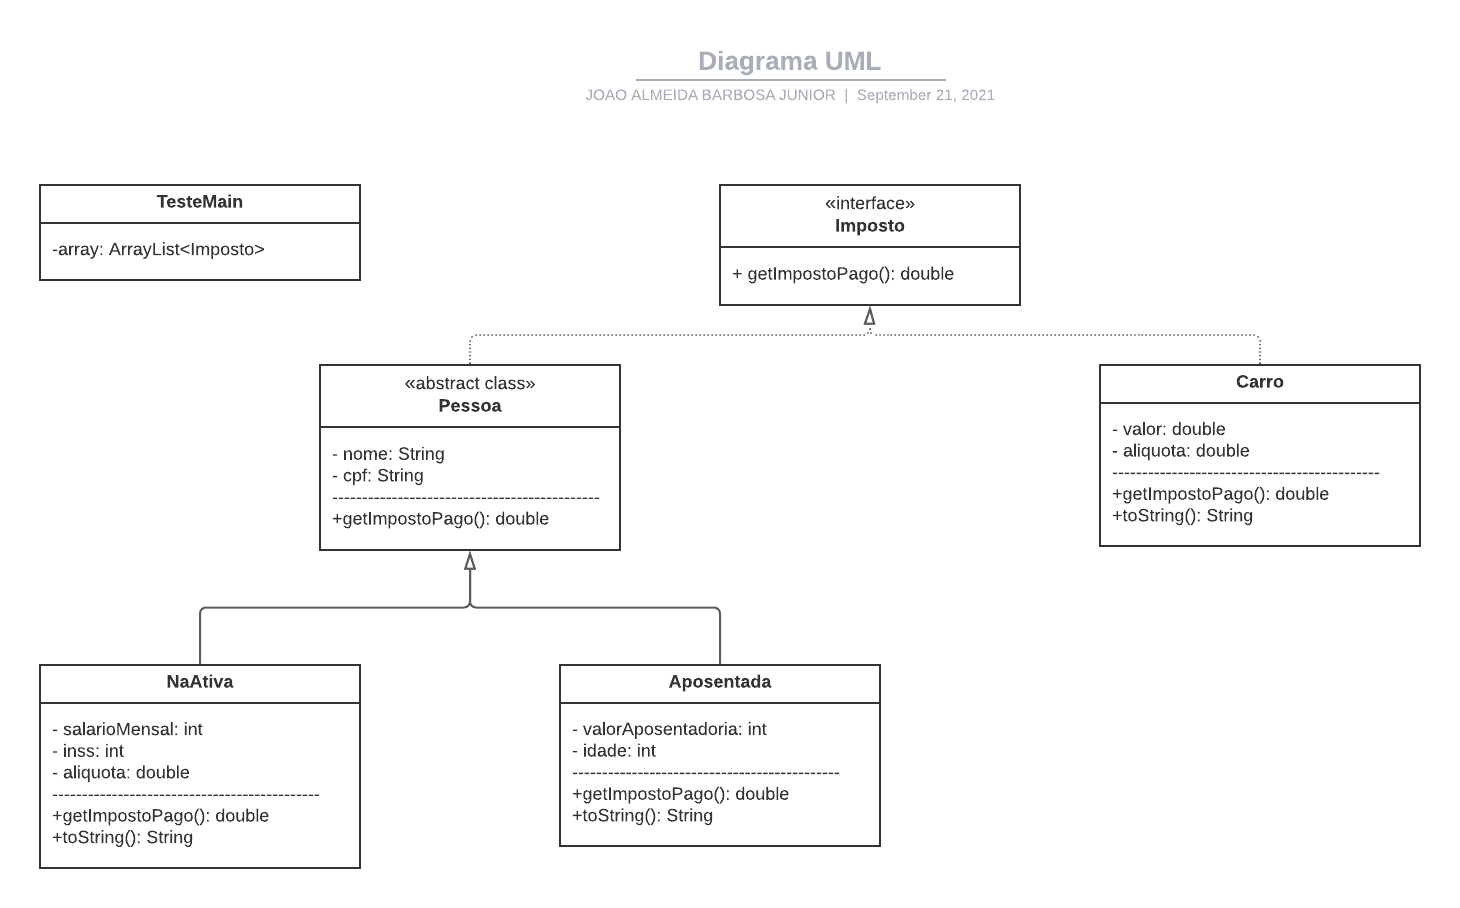 Diagrama UML
JOAO ALMEIDA BARBOSA JUNIOR | September 21, 2021
TesteMain
-array: ArrayList<Imposto>
«interface»
Imposto
+ getImpostoPago(): double
«abstract class»
Pessoa
- nome: String
- cpf: String
---------------------------------------------
+getImpostoPago(): double
Carro
- valor: double
- aliquota: double
---------------------------------------------
+getImpostoPago(): double
+toString(): String
NaAtiva
- salarioMensal: int
- inss: int
- aliquota: double
---------------------------------------------
+getImpostoPago(): double
+toString(): String
Aposentada
- valorAposentadoria: int
- idade: int
---------------------------------------------
+getImpostoPago(): double
+toString(): String